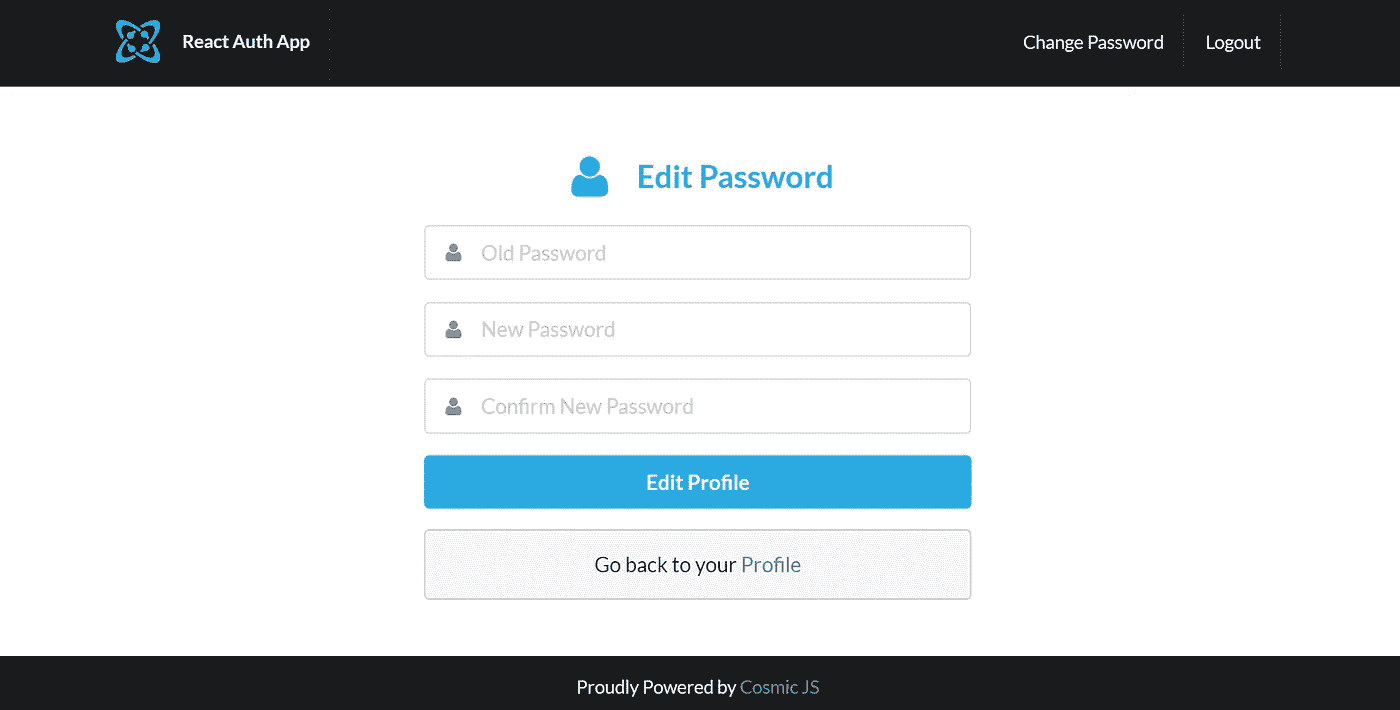 React Auth App
Change Password
Logout
Edit Password
Old Password
New Password
Confirm New Password
Edit Profile
Go back to your Profile
Proudly Powered by Cosmic JS